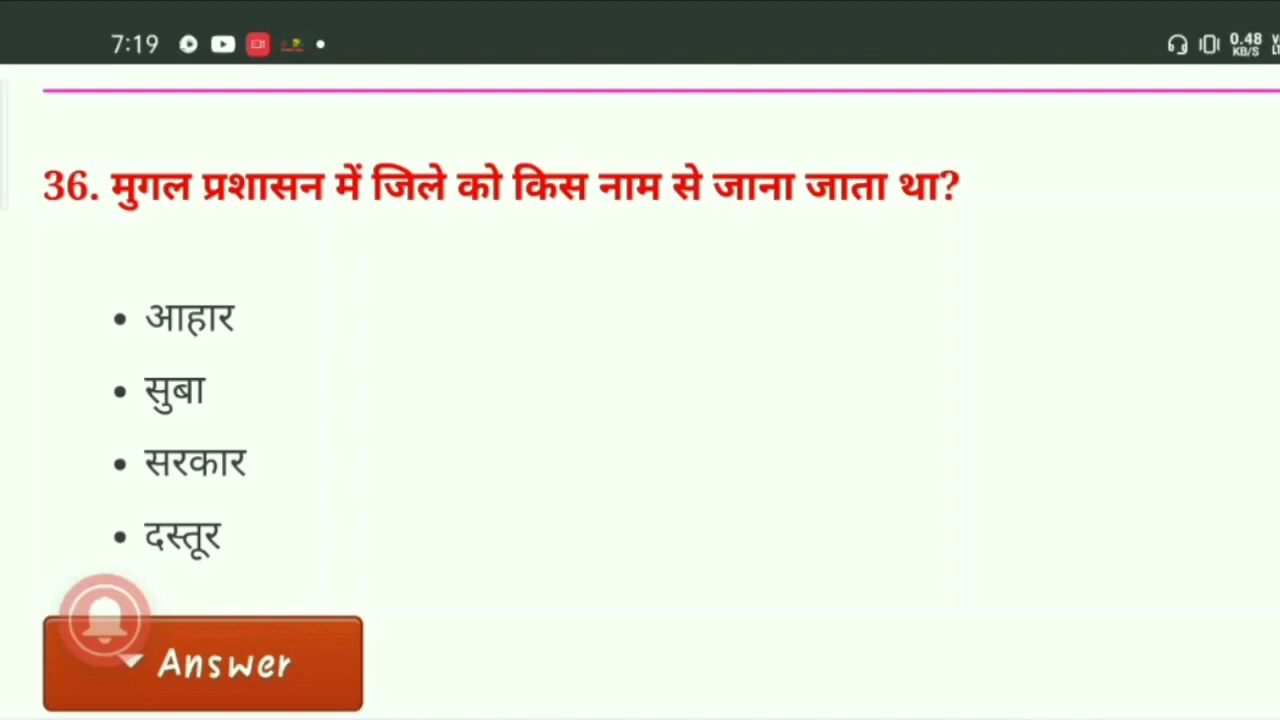 7:19
0.48
KB/S
36. मुगल प्रशासन में जिले को किस नाम से जाना जाता था?
आहार
सुबा
सरकार
दस्तूर
Answer